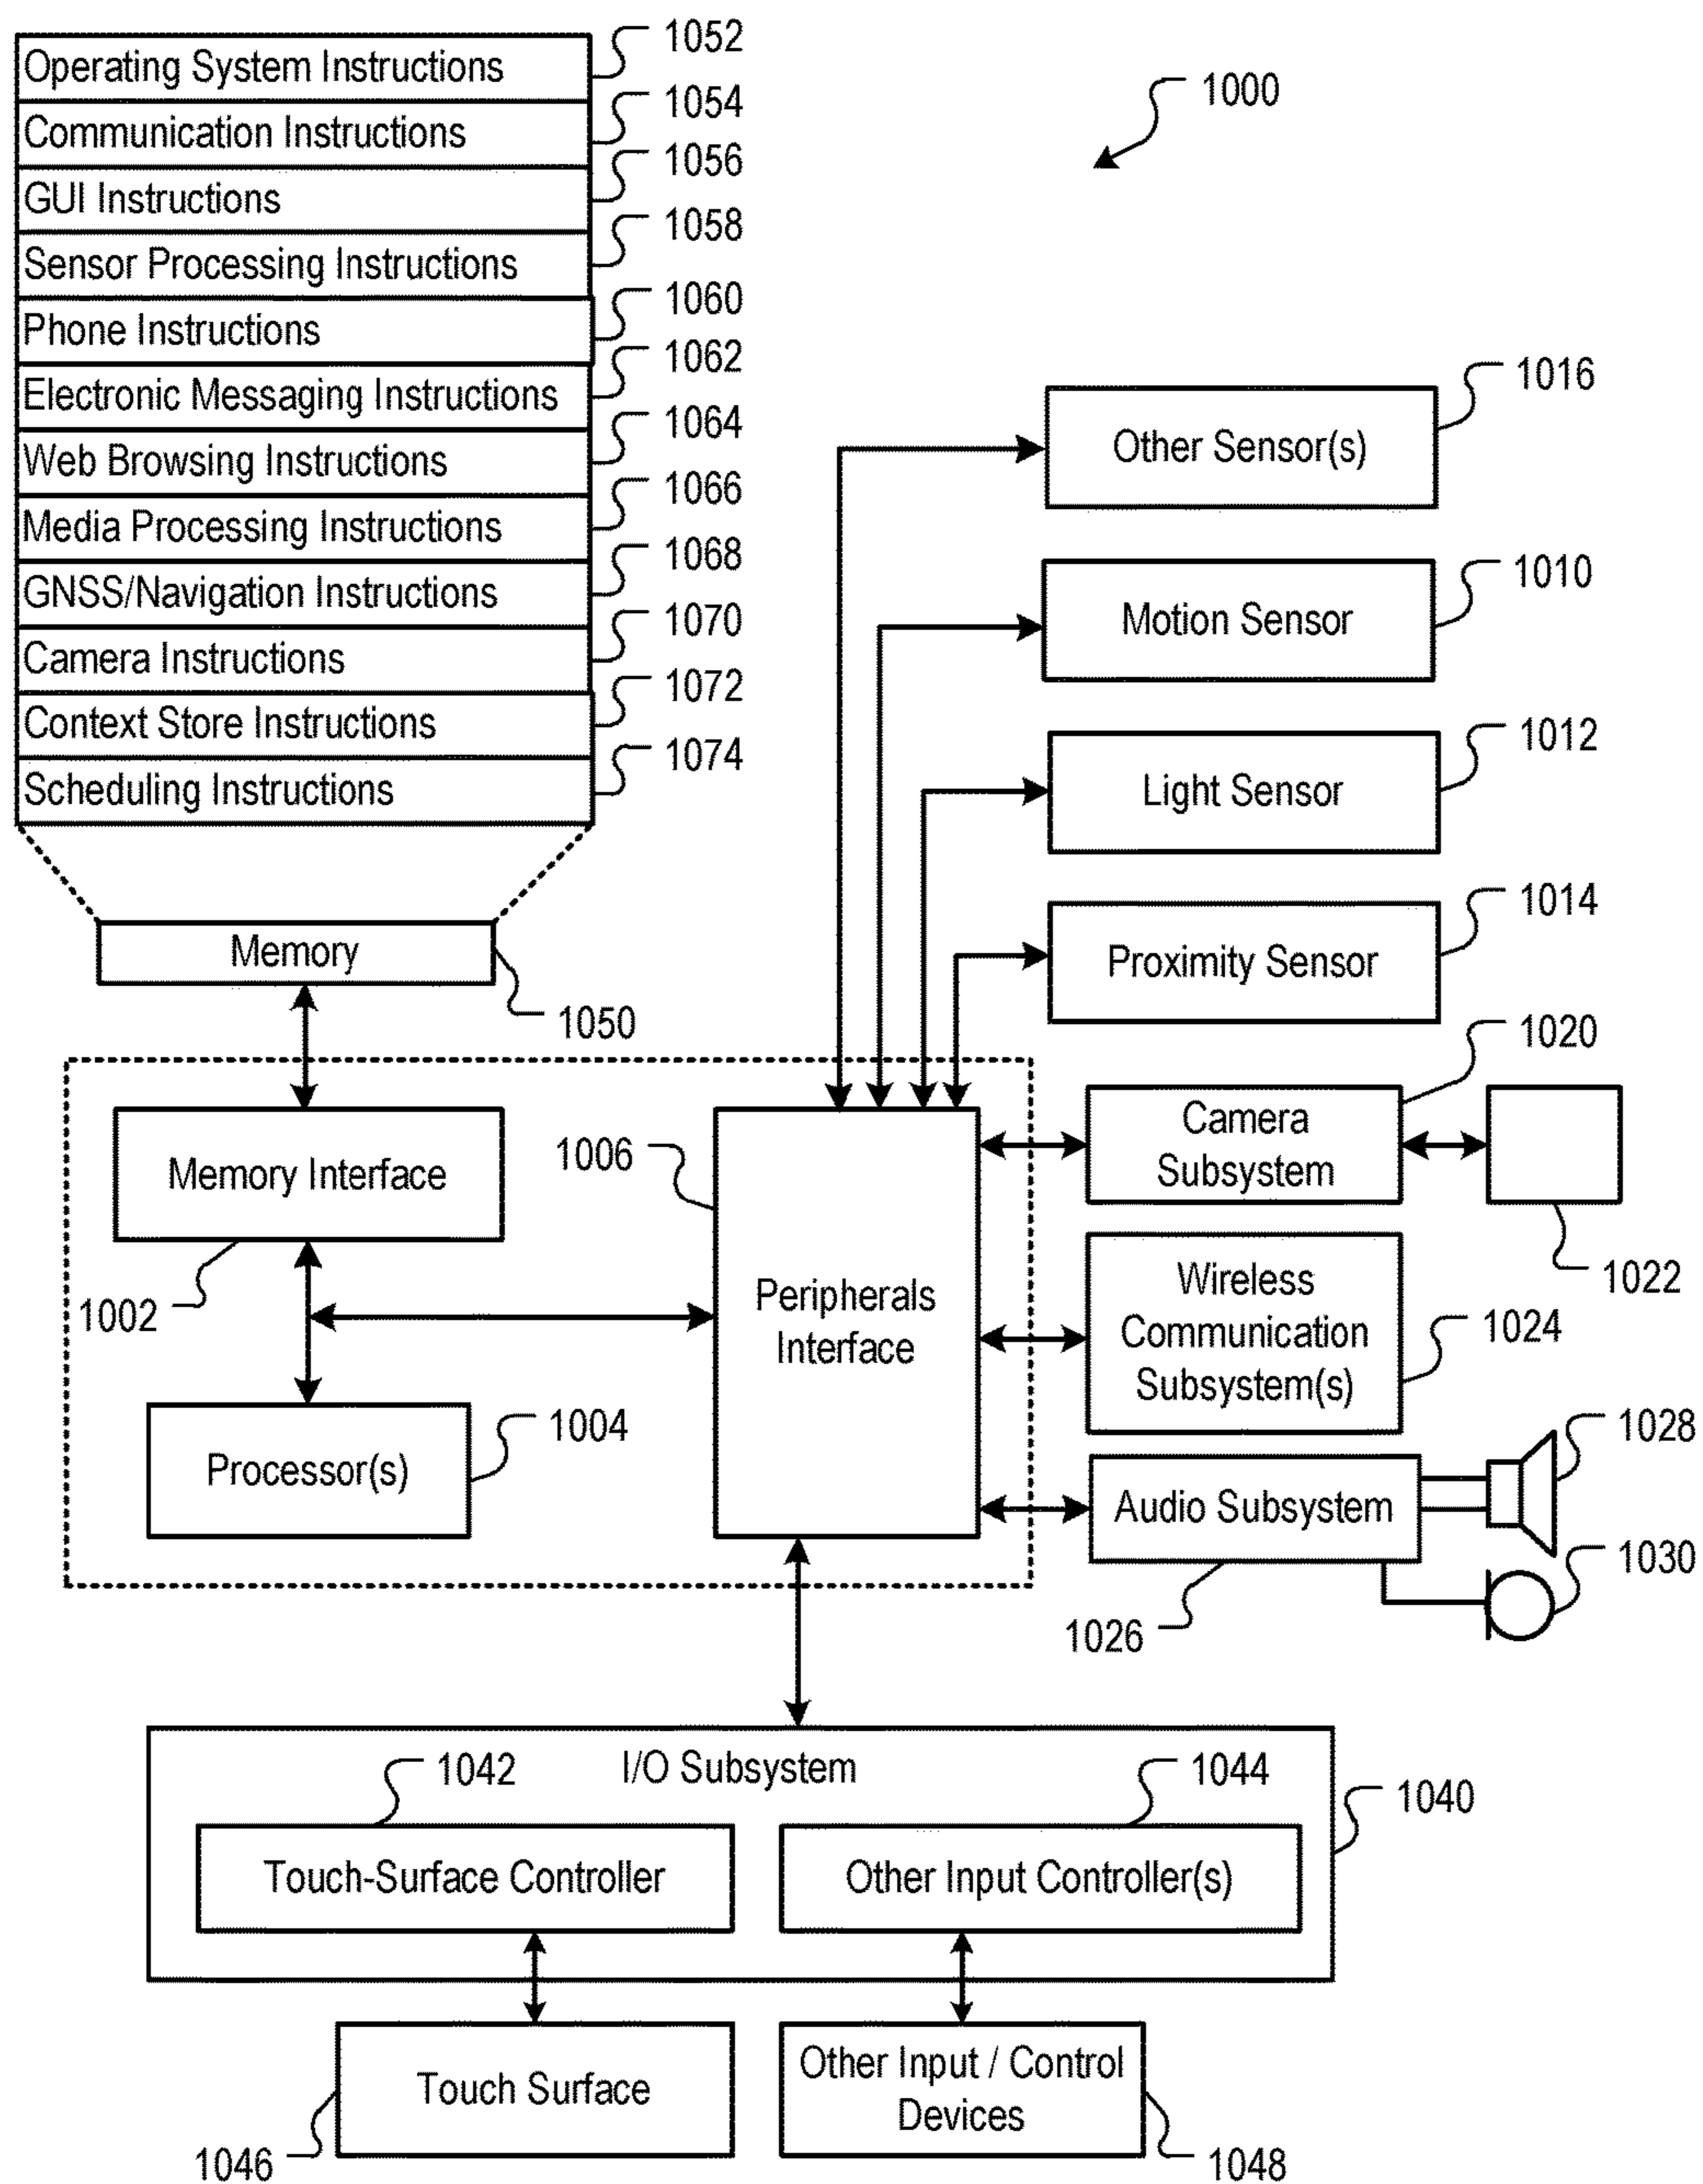 Operating System Instructions
1052
Communication Instructions
1054
GUI Instructions
1056
Sensor Processing Instructions
1058
Phone Instructions
1060
Electronic Messaging Instructions
1062
Web Browsing Instructions
1064
Media Processing Instructions
1066
GNSS/Navigation Instructions
1068
Camera Instructions
1070
Context Store Instructions
1072
Scheduling Instructions
1074
1000
Memory
1050
Other Sensor(s)
1016
Motion Sensor
1010
Light Sensor
1012
Proximity Sensor
1014
Memory Interface
1002
Processor(s)
1004
Peripherals
Interface
1006
Camera
Subsystem
1020
1022
Wireless
Communication
Subsystem(s)
1024
Audio Subsystem
1026
1028
1030
I/O Subsystem
1040
Touch-Surface Controller
1042
Other Input Controller(s)
1044
Touch Surface
1046
Other Input / Control
Devices
1048